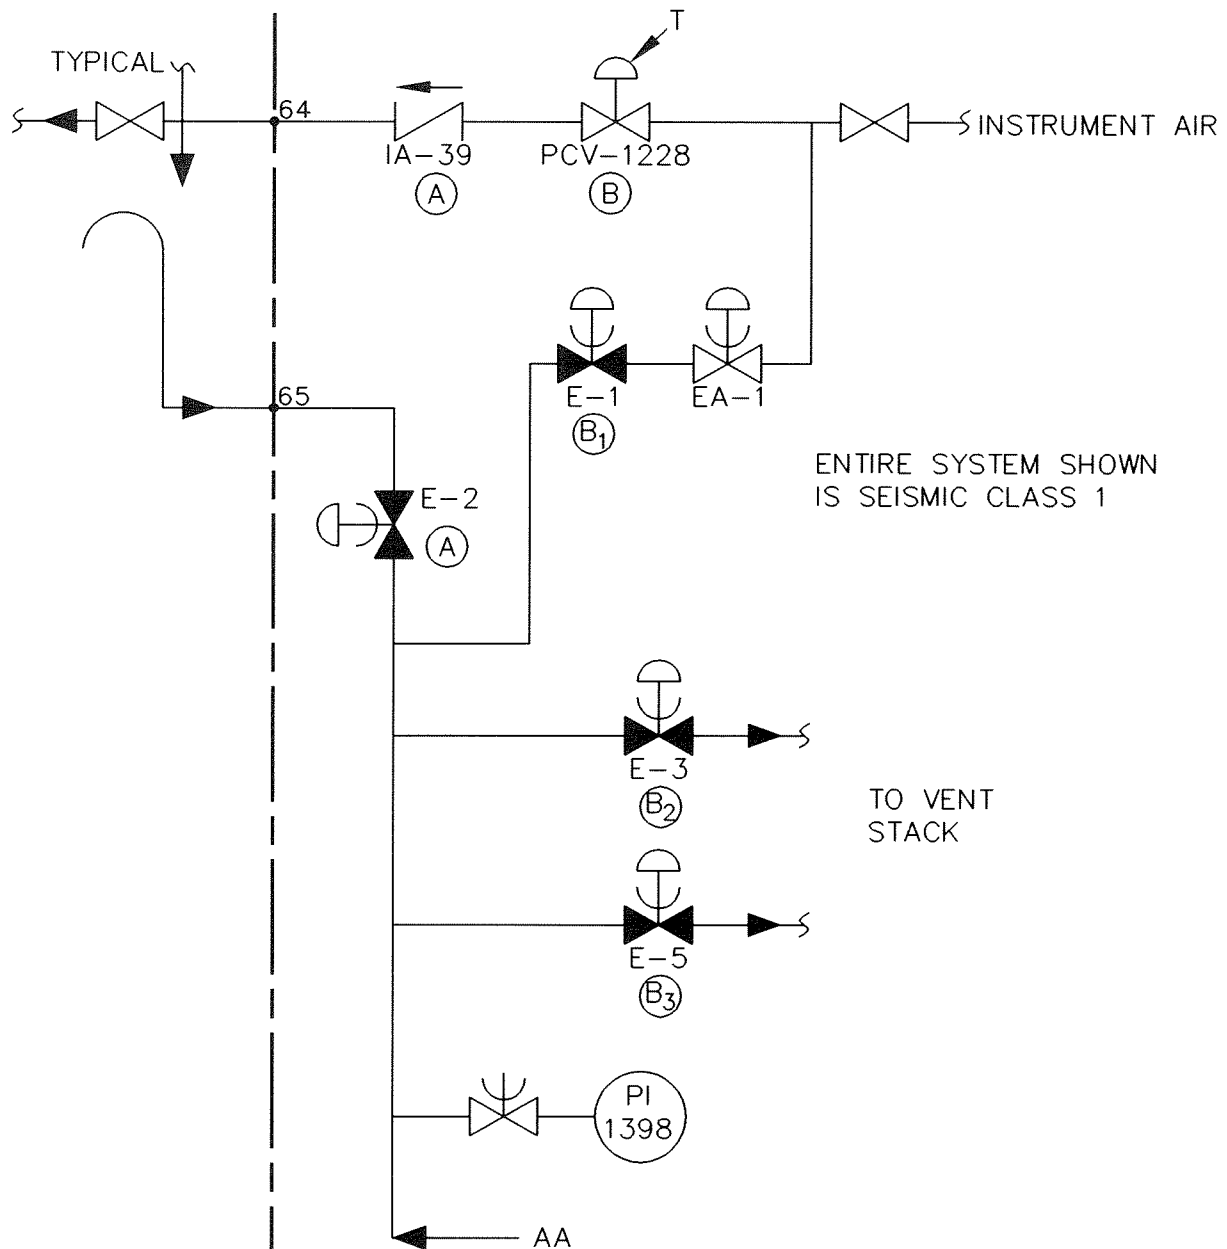 T
TYPICAL
64
INSTRUMENT AIR
IA-39
PCV-1228
A
B
65
E-1
EA-1
B1
ENTIRE SYSTEM SHOWN
IS SEISMIC CLASS 1
E-2
A
E-3
B2
TO VENT
STACK
E-5
B3
PI
1398
AA